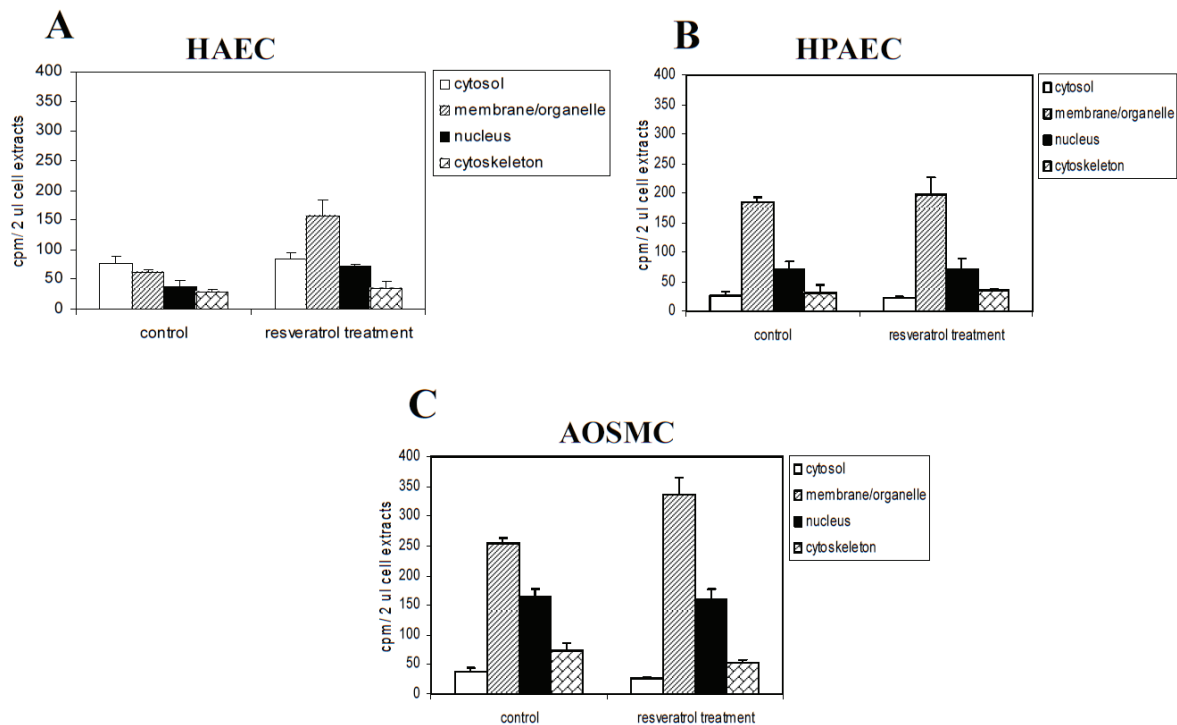 A
HAEC
400
350
300
250
200
150
100
50
0
cpm/ 2 ul cell extracts
control
resveratrol treatment
cytosol
membrane/organelle
nucleus
cytoskeleton
B
HPAEC
400
350
300
250
200
150
100
50
0
cpm/ 2 ul cell extracts
control
resveratrol treatment
cytosol
membrane/organelle
nucleus
cytoskeleton
C
AOSMC
400
350
300
250
200
150
100
50
0
cpm/ 2 ul cell extracts
control
resveratrol treatment
cytosol
membrane/organelle
nucleus
cytoskeleton